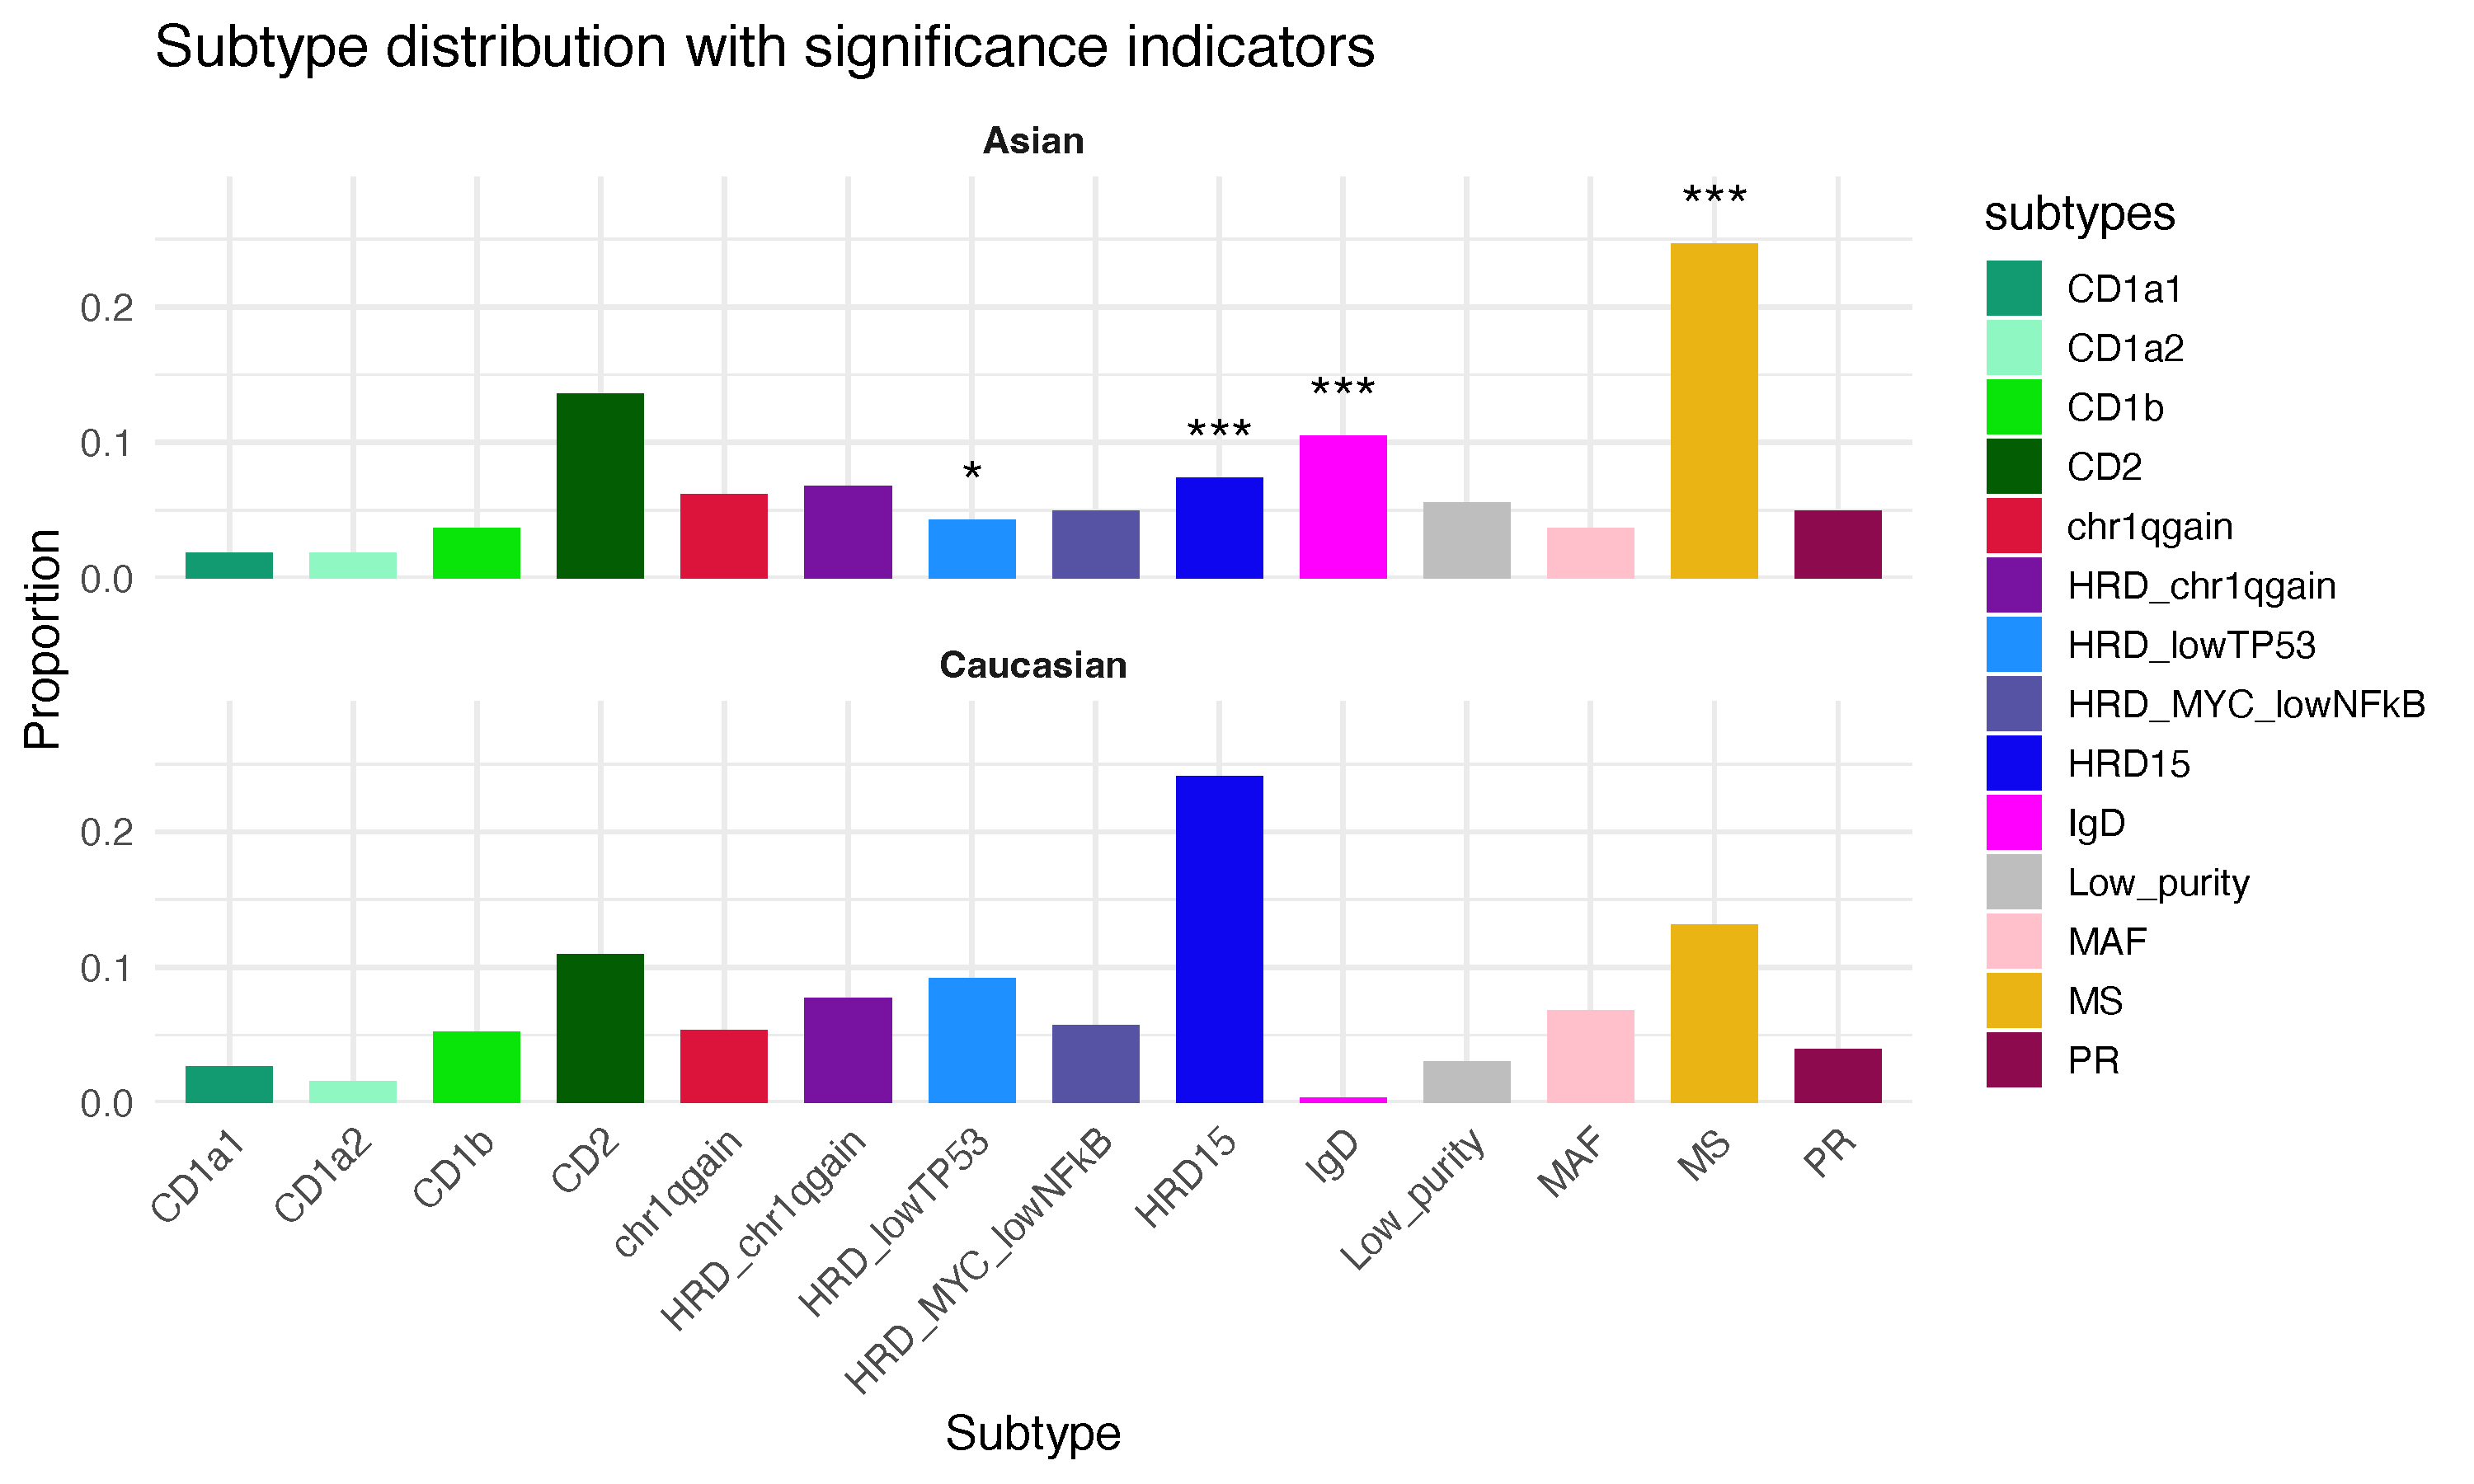 Subtype distribution with significance indicators
Asian
***
***
***
*
0.2
0.1
0.0
Caucasian
0.2
0.1
0.0
Proportion
CD1a1
CD1a2
CD1b
CD2
chr1qgain
HRD_chr1qgain
HRD_lowTP53
HRD_MYC_lowNFkB
HRD15
IgD
Low_purity
MAF
MS
PR
Subtype
subtypes
CD1a1
CD1a2
CD1b
CD2
chr1qgain
HRD_chr1qgain
HRD_lowTP53
HRD_MYC_lowNFkB
HRD15
IgD
Low_purity
MAF
MS
PR